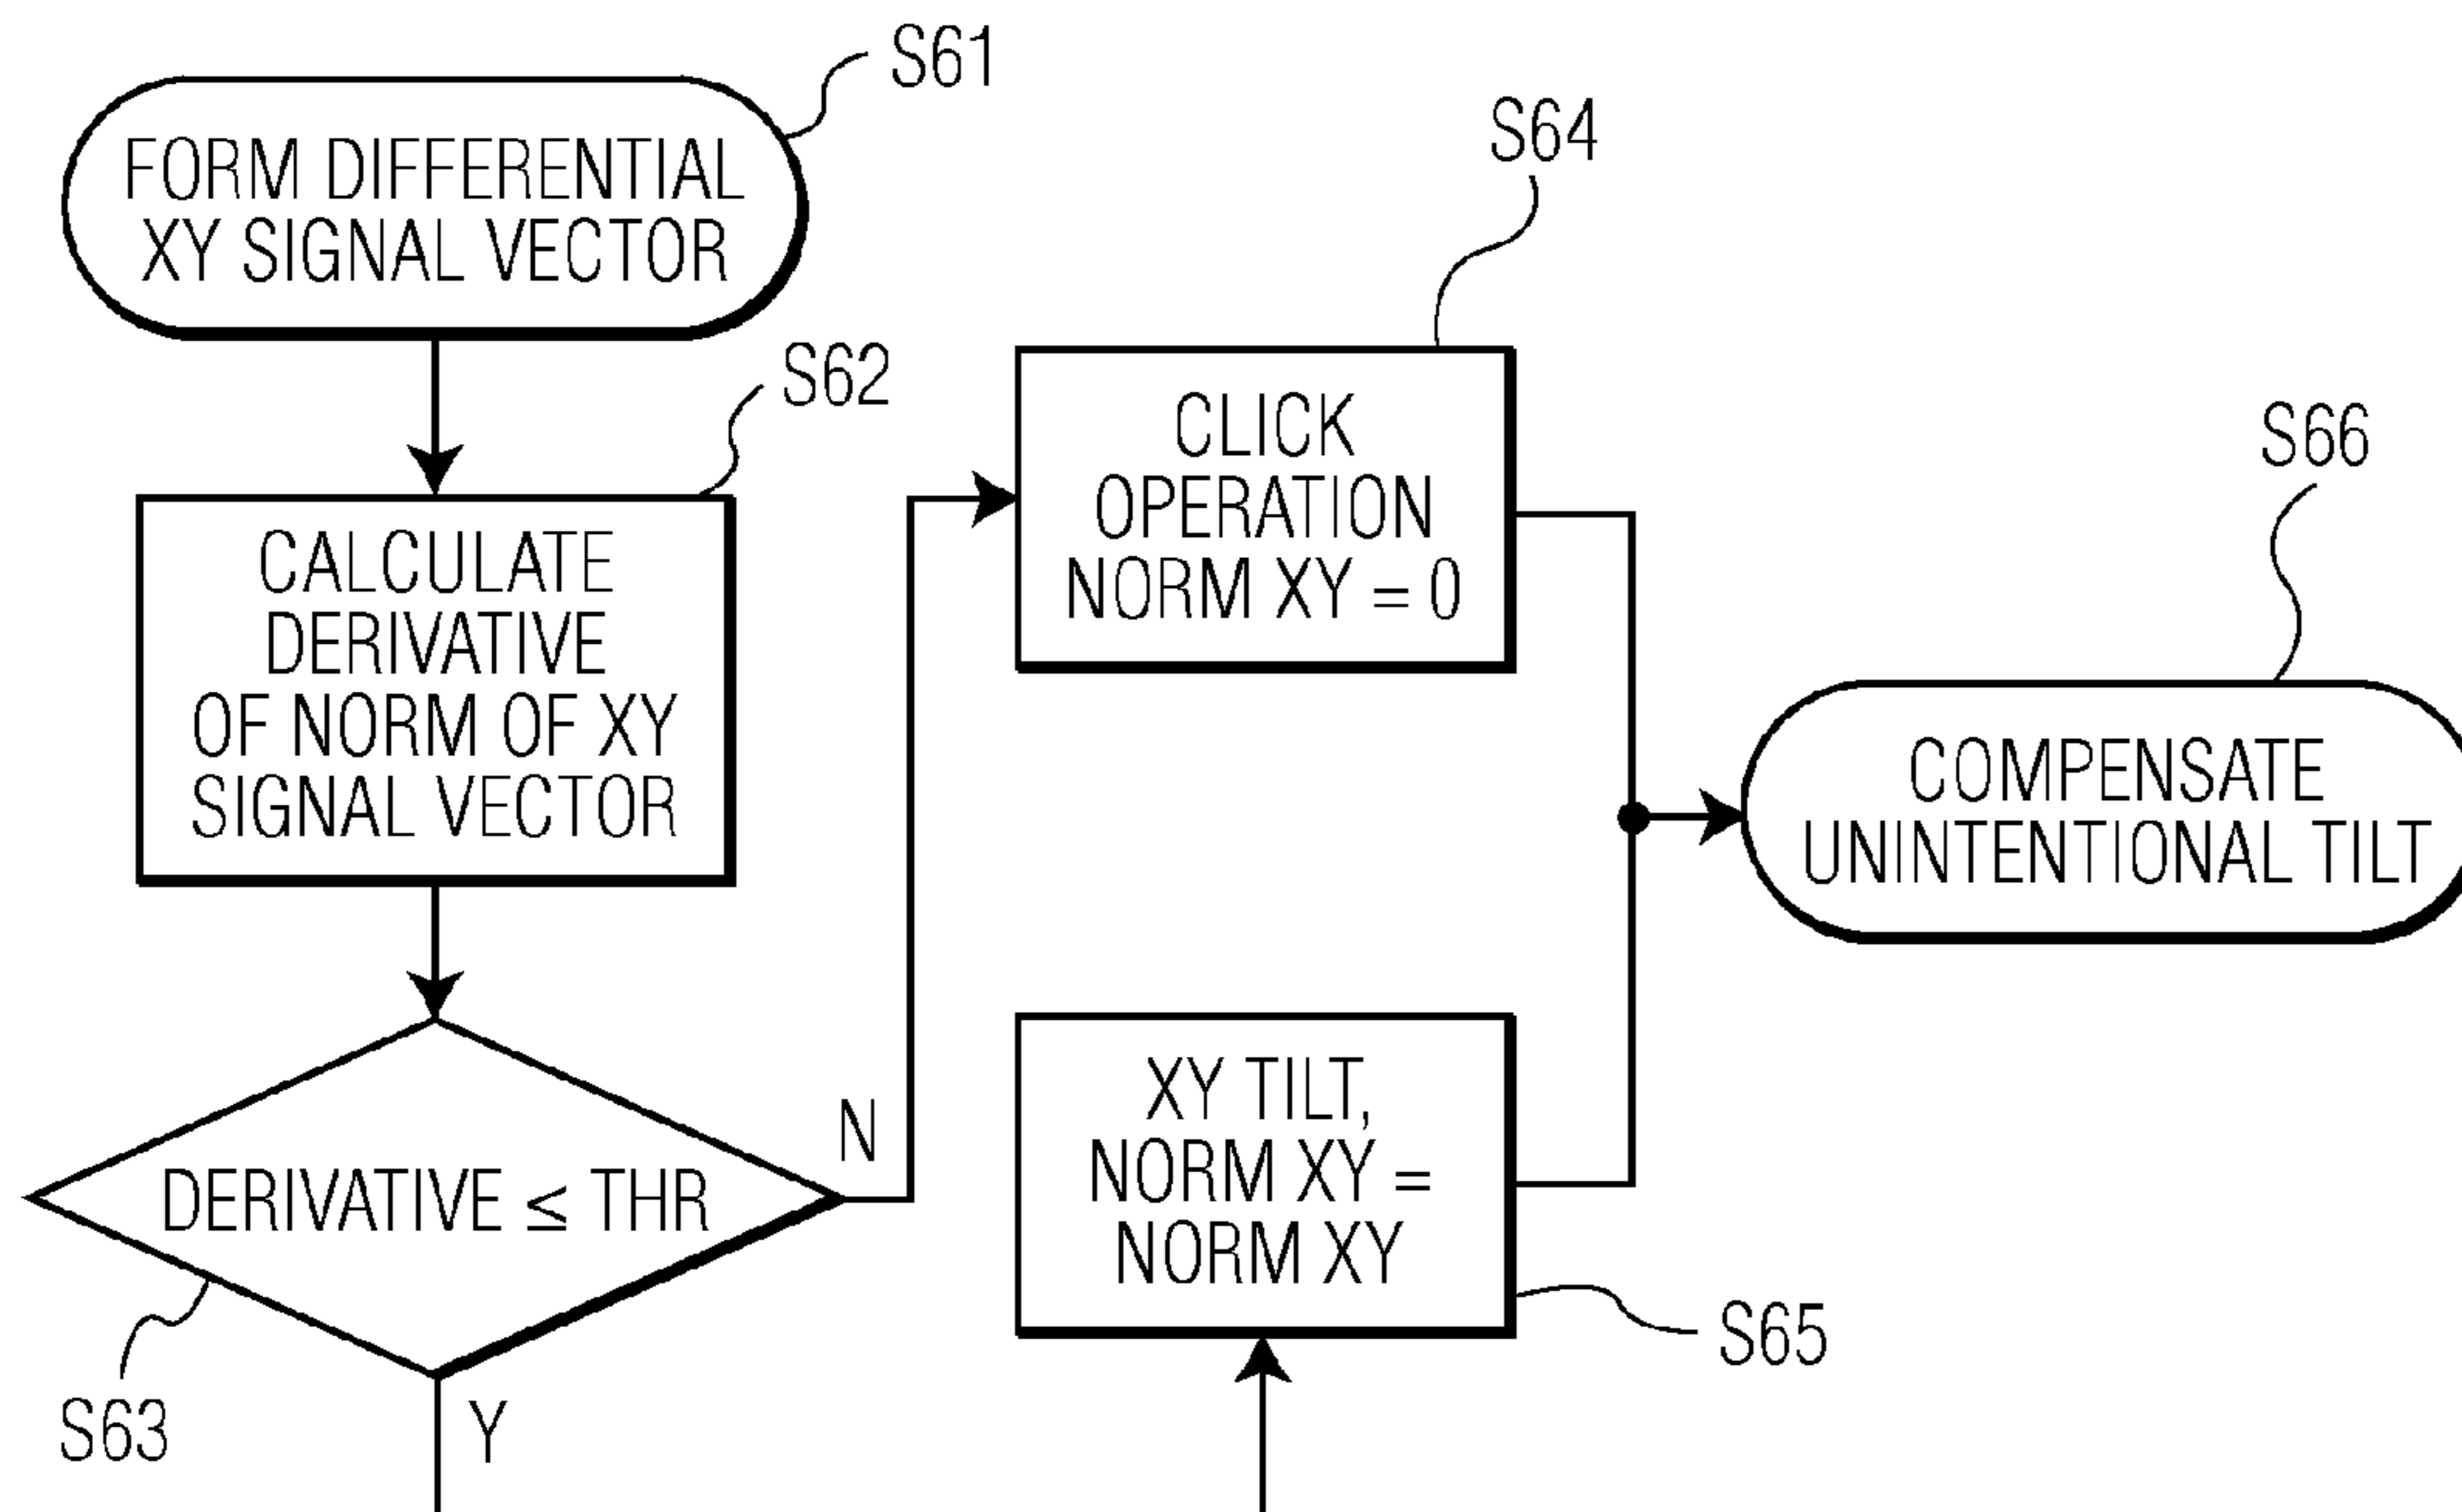 S61
FORM DIFFERENTIAL
XY SIGNAL VECTOR
S62
CALCULATE
DERIVATIVE
OF NORM OF XY
SIGNAL VECTOR
DERIVATIVE ≤ THR
N
Y
S63
S64
CLICK
OPERATION
NORM XY = 0
XY TILT,
NORM XY =
NORM XY
S65
S66
COMPENSATE
UNINTENTIONAL TILT